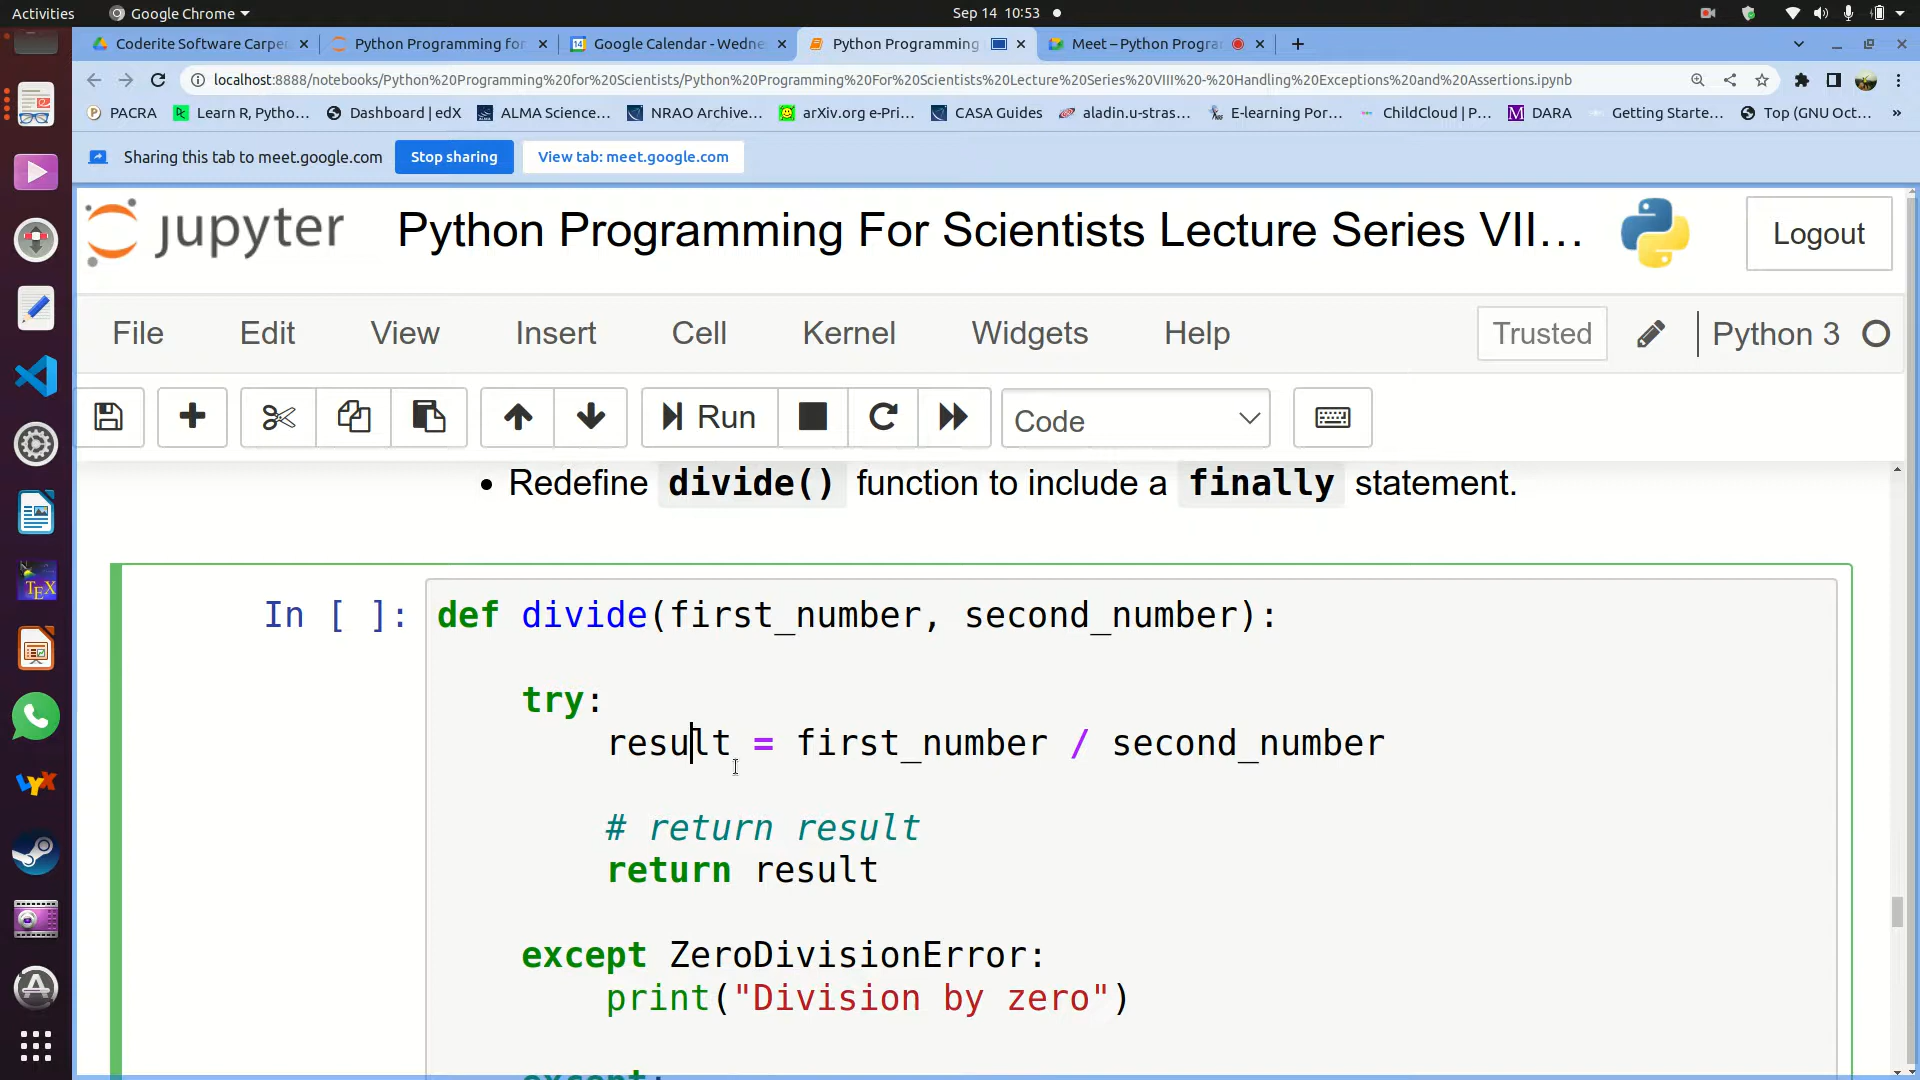 Activities
Google Chrome
Sep 14 10:53
Coderite Software Carpe
Python Programming for
Google Calendar - Wedne
Python Programming
Meet – Python Progra
localhost:8888/notebooks/Python%20Programming%20for%20Scientists/Python%20Programming%20For%20Scientists%20Lecture%20Series%20VIII%20-%20Handling%20Exceptions%20and%20Assertions.ipynb
PACRA
Learn R, Pytho...
Dashboard | edX
ALMA Science...
NRAO Archive...
arXiv.org e-Pri...
CASA Guides
aladin.u-stras...
E-learning Por...
ChildCloud | P...
DARA
Getting Starte...
Top (GNU Oct...
»
Sharing this tab to meet.google.com
Stop sharing
View tab: meet.google.com
jupyter
Python Programming For Scientists Lecture Series VII...
Logout
File
Edit
View
Insert
Cell
Kernel
Widgets
Help
Trusted
Python 3
Run
Code
• Redefine divide() function to include a finally statement.
In [ ]:
def divide(first_number, second_number):
try:
result = first_number / second_number
# return result
return result
except ZeroDivisionError:
print("Division by zero")
except: